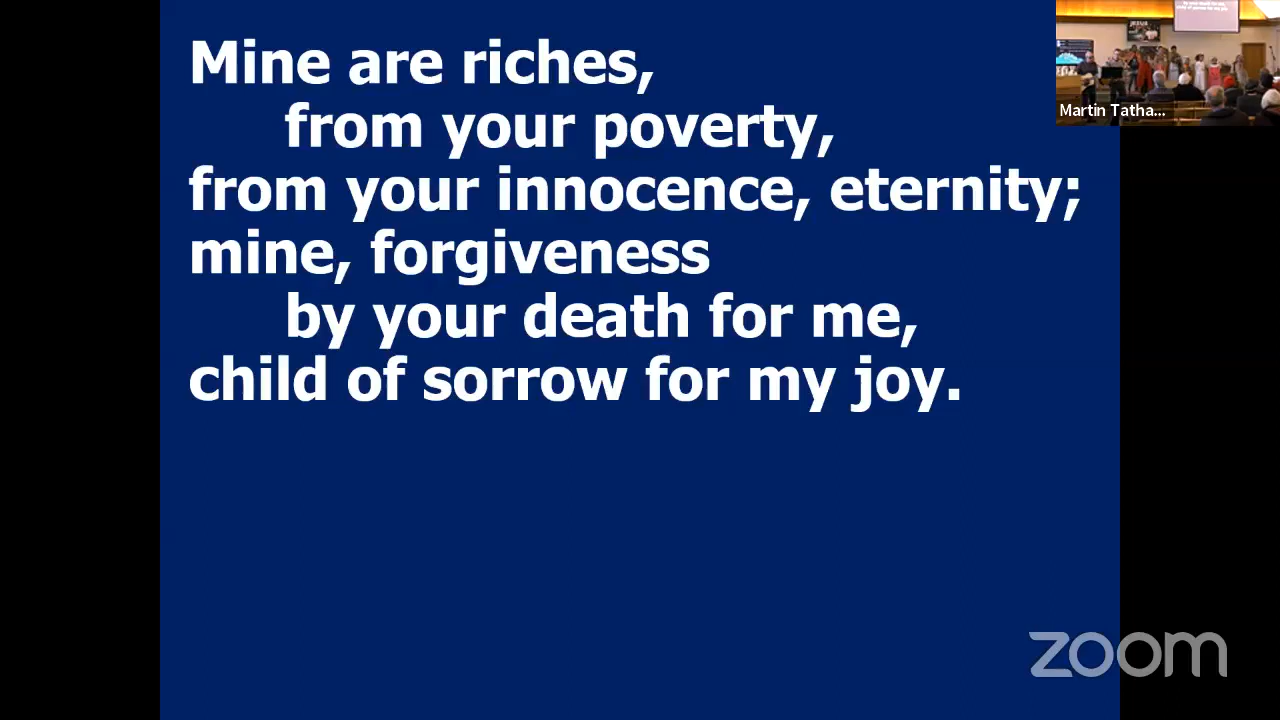 Mine are riches,
from your poverty,
from your innocence, eternity;
mine, forgiveness
by your death for me,
child of sorrow for my joy.
Martin Tatha...
zoom